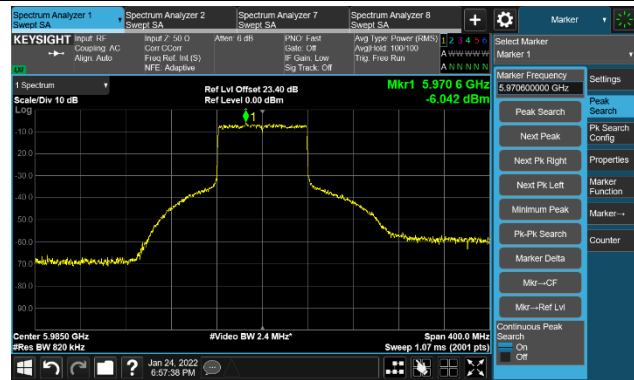 Spectrum Analyzer 1
Swept SA
Spectrum Analyzer 2
Swept SA
Spectrum Analyzer 7
Swept SA
Spectrum Analyzer 8
Swept SA
+
Marker
KEYSIGHT
Input: RF
Coupling: AC
Align: Auto
Input Z: 50 Ω
Corr CCorr
Freq Ref: Int (S)
NFE: Adaptive
Atten: 6 dB
PNO: Fast
Gate: Off
IF Gain: Low
Sig Track: Off
Avg Type: Power (RMS)
Avg|Hold: 100/100
Trig: Free Run
1 2 3 4 5 6
A W W W W W
A N N N N N
Select Marker
Marker 1
1 Spectrum
Scale/Div 10 dB
Log
Ref Lvl Offset 23.40 dB
Ref Level 0.00 dBm
Mkr1 5.970 6 GHz
-6.042 dBm
1
-10.0
-20.0
-30.0
-40.0
-50.0
-60.0
-70.0
-80.0
-90.0
Center 5.9850 GHz
#Res BW 820 kHz
#Video BW 2.4 MHz*
Span 400.0 MHz
Sweep 1.07 ms (2001 pts)
Marker Frequency
5.970600000 GHz
Peak Search
Next Peak
Next Pk Right
Next Pk Left
Minimum Peak
Pk-Pk Search
Marker Delta
Mkr→CF
Mkr→Ref Lvl
Continuous Peak
Search
On
Off
Settings
Peak
Search
Pk Search
Config
Properties
Marker
Function
Marker→
Counter
?
Jan 24, 2022
6:57:38 PM